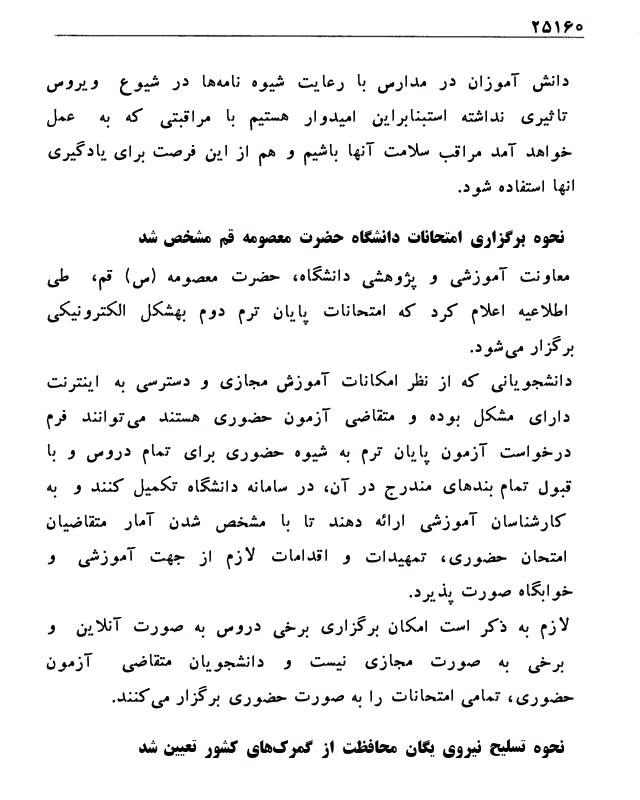 ۲۵۱۶۰
دانش آموزان در مدارس با رعایت شیوه نامه‌ها در شیوع ویروس
تاثیری نداشته استبنابراین امیدوار هستیم با مراقبتی که به عمل
خواهد آمد مراقب سلامت آنها باشیم و هم از این فرصت برای یادگیری
انها استفاده شود.
نحوه برگزاری امتحانات دانشگاه حضرت معصومه قم مشخص شد
معاونت آموزشی و پژوهشی دانشگاه، حضرت معصومه (س) قم، طی
اطلاعیه اعلام کرد که امتحانات پایان ترم دوم بهشکل الکترونیکی
برگزار می‌شود.
دانشجویانی که از نظر امکانات آموزش مجازی و دسترسی به اینترنت
دارای مشکل بوده و متقاضی آزمون حضوری هستند می‌توانند فرم
درخواست آزمون پایان ترم به شیوه حضوری برای تمام دروس و با
قبول تمام بندهای مندرج در آن، در سامانه دانشگاه تکمیل کنند و به
کارشناسان آموزشی ارائه دهند تا با مشخص شدن آمار متقاضیان
امتحان حضوری، تمهیدات و اقدامات لازم از جهت آموزشی و
خوابگاه صورت پذیرد.
لازم به ذکر است امکان برگزاری برخی دروس به صورت آنلاین و
برخی به صورت مجازی نیست و دانشجویان متقاضی آزمون
حضوری، تمامی امتحانات را به صورت حضوری برگزار می‌کنند.
نحوه تسلیح نیروی یگان محافظت از گمرک‌های کشور تعیین شد